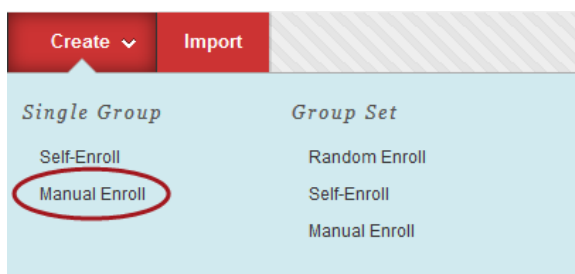 Create Import
Single Group
Self-Enroll
Manual Enroll
Group Set
Random Enroll
Self-Enroll
Manual Enroll